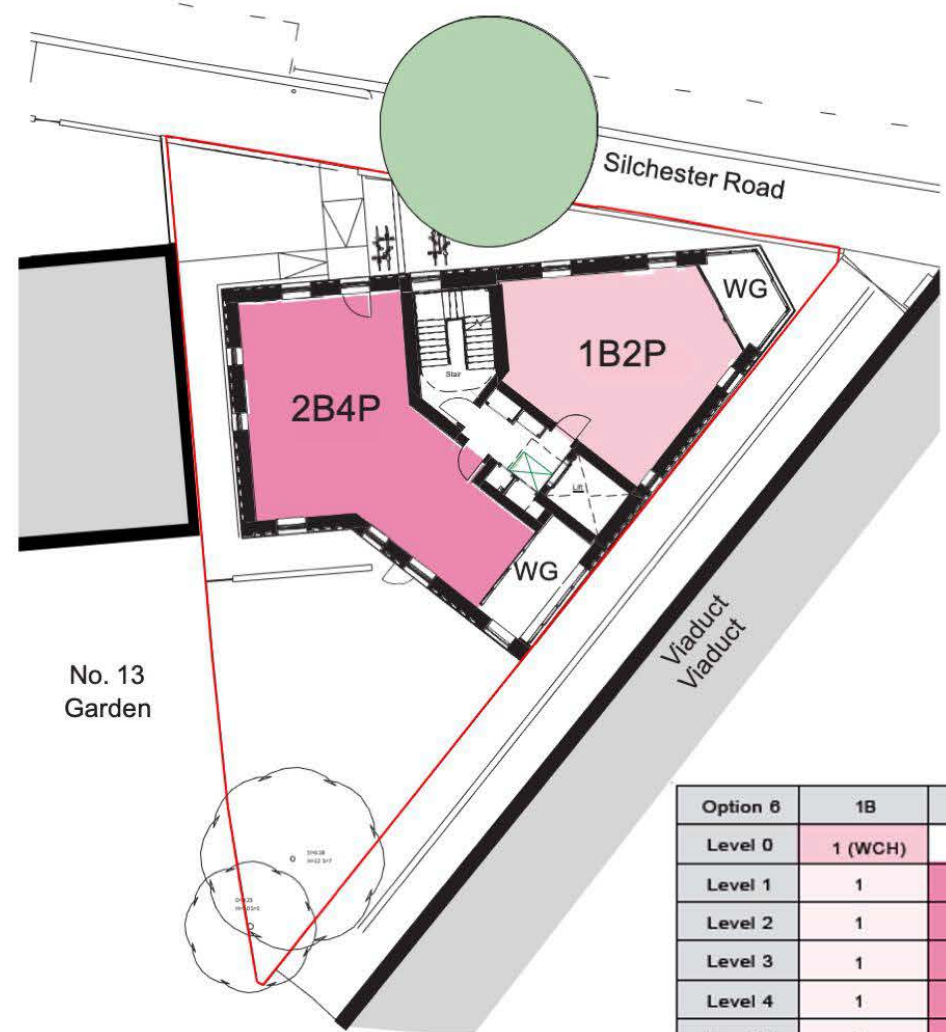 Silchester Road
WG
1B2P
Stair
2B4P
Lift
WG
Viaduct
Viaduct
No. 13
Garden
Option 6 1B
Level 0 1 (WCH)
Level 1 1
Level 2 1
Level 3 1
Level 4 1